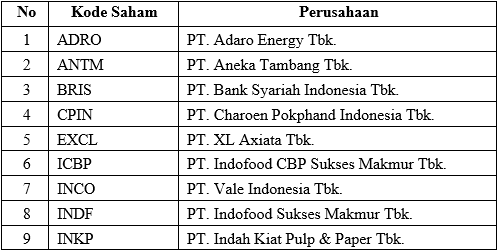 No Kode Saham Perusahaan
1 ADRO PT. Adaro Energy Tbk.
2 ANTM PT. Aneka Tambang Tbk.
3 BRIS PT. Bank Syariah Indonesia Tbk.
4 CPIN PT. Charoen Pokphand Indonesia Tbk.
5 EXCL PT. XL Axiata Tbk.
6 ICBP PT. Indofood CBP Sukses Makmur Tbk.
7 INCO PT. Vale Indonesia Tbk.
8 INDF PT. Indofood Sukses Makmur Tbk.
9 INKP PT. Indah Kiat Pulp & Paper Tbk.